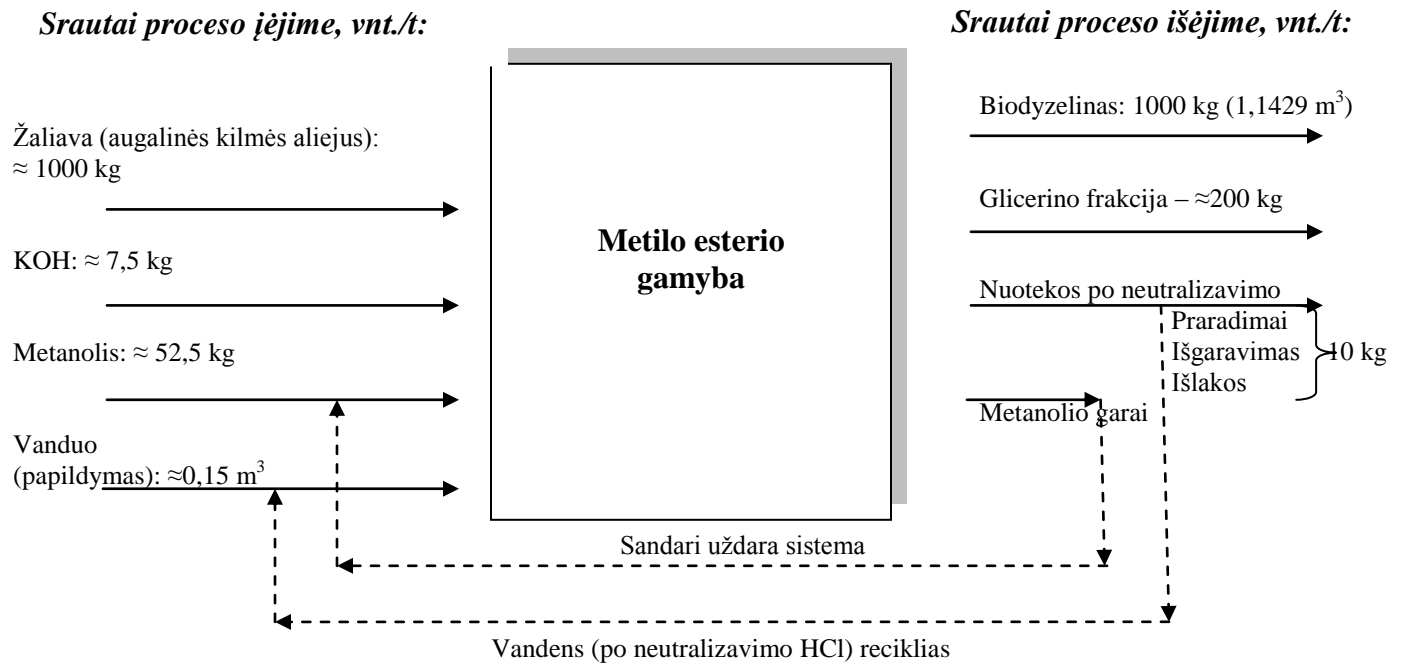 Srautai proceso įėjime, vnt./t:
Srautai proceso išėjime, vnt./t:
Žaliava (augalinės kilmės aliejus):
≈ 1000 kg
KOH: ≈ 7,5 kg
Metanolis: ≈ 52,5 kg
Vanduo
(papildymas): ≈0,15 m³
Metilo esterio
gamyba
Biodyzelinas: 1000 kg (1,1429 m³)
Glicerino frakcija – ≈200 kg
Nuotekos po neutralizavimo
Praradimai
Išgaravimas
Išlakos
10 kg
Metanolio garai
Sandari uždara sistema
Vandens (po neutralizavimo HCl) reciklias